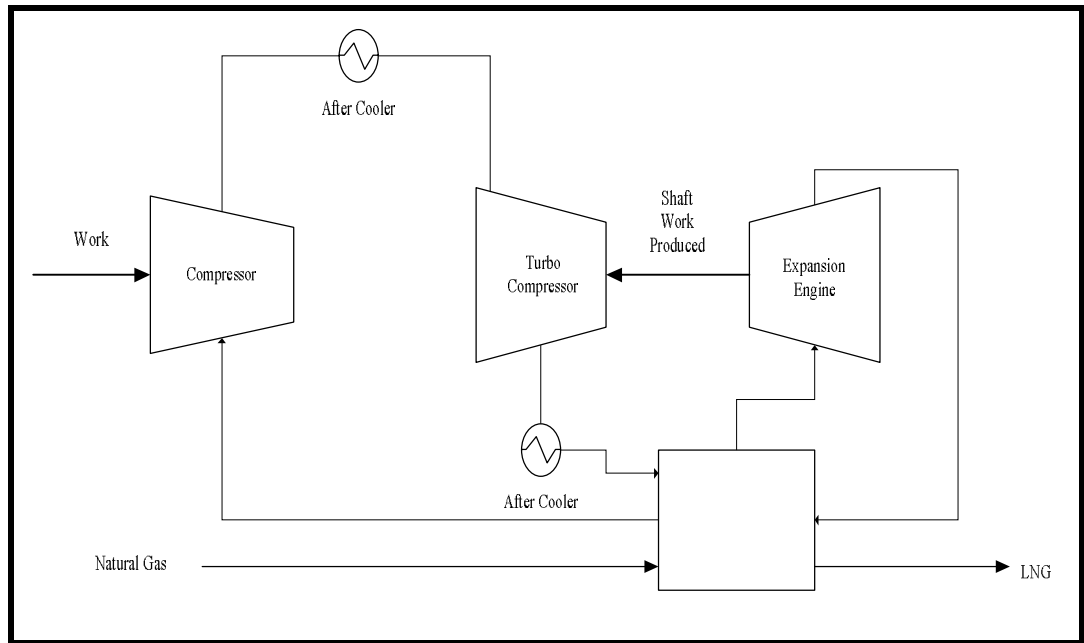 After Cooler
Shaft
Work
Produced
Work
Compressor
Turbo
Compressor
Expansion
Engine
After Cooler
Natural Gas
LNG